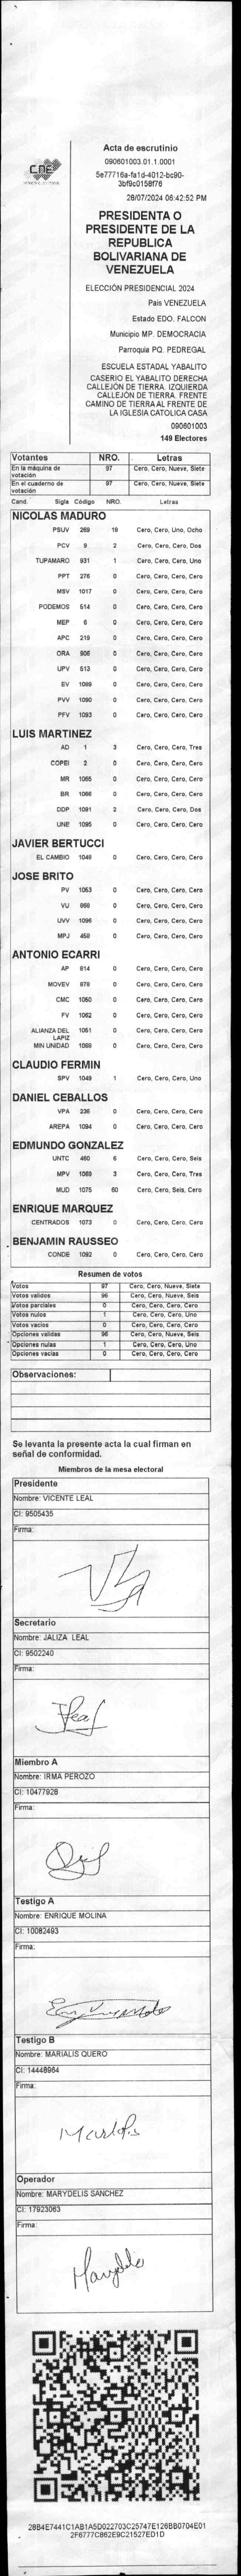 CNE
Acta de escrutinio
090601003.01.1.0001
5e77716a-fa1d-4012-bc90-
3bf9c0158f76
28/07/2024 06:42:52 PM
PRESIDENTA O
PRESIDENTE DE LA
REPUBLICA
BOLIVARIANA DE
VENEZUELA
ELECCIÓN PRESIDENCIAL 2024
Pais VENEZUELA
Estado EDO. FALCON
Municipio MP. DEMOCRACIA
Parroquia PQ. PEDREGAL
ESCUELA ESTADAL YABALITO
CASERIO EL YABALITO DERECHA
CALLEJÓN DE TIERRA. IZQUIERDA
CALLEJÓN DE TIERRA. FRENTE
CAMINO DE TIERRA AL FRENTE DE
LA IGLESIA CATOLICA CASA
090601003
149 Electores
Votantes NRO. Letras
En la máquina de votación 97 Cero, Cero, Nueve, Siete
En el cuaderno de votación 97 Cero, Cero, Nueve, Siete
Cand. Sigla Código NRO. Letras
NICOLAS MADURO
PSUV 269 18 Cero, Cero, Uno, Ocho
PCV 9 2 Cero, Cero, Cero, Dos
TUPAMARO 931 1 Cero, Cero, Cero, Uno
PPT 276 0 Cero, Cero, Cero, Cero
MSV 1017 0 Cero, Cero, Cero, Cero
PODEMOS 514 0 Cero, Cero, Cero, Cero
MEP 6 0 Cero, Cero, Cero, Cero
APC 219 0 Cero, Cero, Cero, Cero
ORA 906 0 Cero, Cero, Cero, Cero
UPV 513 0 Cero, Cero, Cero, Cero
EV 1089 0 Cero, Cero, Cero, Cero
PVV 1090 0 Cero, Cero, Cero, Cero
PFV 1093 0 Cero, Cero, Cero, Cero
LUIS MARTINEZ
AD 1 3 Cero, Cero, Cero, Tres
COPEI 2 0 Cero, Cero, Cero, Cero
MR 1065 0 Cero, Cero, Cero, Cero
BR 1066 0 Cero, Cero, Cero, Cero
DDP 1091 2 Cero, Cero, Cero, Dos
UNE 1095 0 Cero, Cero, Cero, Cero
JAVIER BERTUCCI
EL CAMBIO 1048 0 Cero, Cero, Cero, Cero
JOSE BRITO
PV 1053 0 Cero, Cero, Cero, Cero
VU 868 0 Cero, Cero, Cero, Cero
UVV 1096 0 Cero, Cero, Cero, Cero
MPJ 458 0 Cero, Cero, Cero, Cero
ANTONIO ECARRI
AP 814 0 Cero, Cero, Cero, Cero
MOVEV 878 0 Cero, Cero, Cero, Cero
CMC 1050 0 Cero, Cero, Cero, Cero
FV 1062 0 Cero, Cero, Cero, Cero
ALIANZA DEL LAPIZ 1051 0 Cero, Cero, Cero, Cero
MIN UNIDAD 1088 0 Cero, Cero, Cero, Cero
CLAUDIO FERMIN
SPV 1049 1 Cero, Cero, Cero, Uno
DANIEL CEBALLOS
VPA 236 0 Cero, Cero, Cero, Cero
AREPA 1094 0 Cero, Cero, Cero, Cero
EDMUNDO GONZALEZ
UNTC 460 6 Cero, Cero, Cero, Seis
MPV 1069 3 Cero, Cero, Cero, Tres
MUD 1075 60 Cero, Cero, Seis, Cero
ENRIQUE MARQUEZ
CENTRADOS 1073 0 Cero, Cero, Cero, Cero
BENJAMIN RAUSSEO
CONDE 1092 0 Cero, Cero, Cero, Cero
Resumen de votos
Votos 97 Cero, Cero, Nueve, Siete
Votos validos 96 Cero, Cero, Nueve, Seis
Votos parciales 0 Cero, Cero, Cero, Cero
Votos nulos 1 Cero, Cero, Cero, Uno
Votos vacios 0 Cero, Cero, Cero, Cero
Opciones validas 96 Cero, Cero, Nueve, Seis
Opciones nulas 1 Cero, Cero, Cero, Uno
Opciones vacias 0 Cero, Cero, Cero, Cero
Observaciones:
Se levanta la presente acta la cual firman en
señal de conformidad.
Miembros de la mesa electoral
Presidente
Nombre: VICENTE LEAL
CI: 9505435
Firma:
Secretario
Nombre: JALIZA LEAL
CI: 9502240
Firma:
Miembro A
Nombre: IRMA PEROZO
CI: 10477928
Firma:
Testigo A
Nombre: ENRIQUE MOLINA
CI: 10082493
Firma:
Testigo B
Nombre: MARIALIS QUERO
CI: 14448964
Firma:
Operador
Nombre: MARYDELIS SANCHEZ
CI: 17923063
Firma:
28B4E7441C1AB1A5D022703C25747E126BB0704E01
2F6777C862E9C21527ED1D